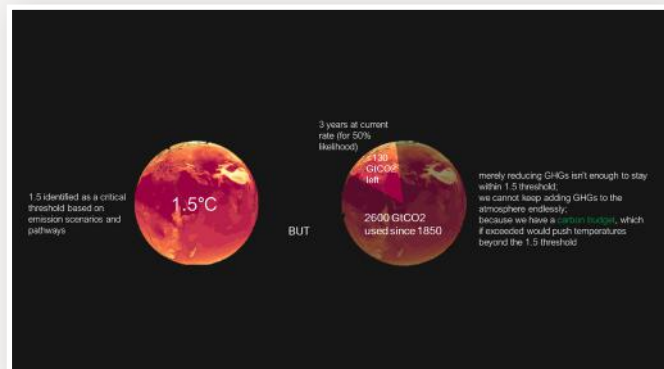 1.5 identified as a critical
threshold based on
emission scenarios and
pathways
1.5°C
BUT
3 years at current
rate (for 50%
likelihood)
GtCO2
left
2600 GtCO2
used since 1850
merely reducing GHGs isn't enough to stay
within 1.5 threshold;
we cannot keep adding GHGs to the
atmosphere endlessly;
because we have a carbon budget, which
if exceeded would push temperatures
beyond the 1.5 threshold